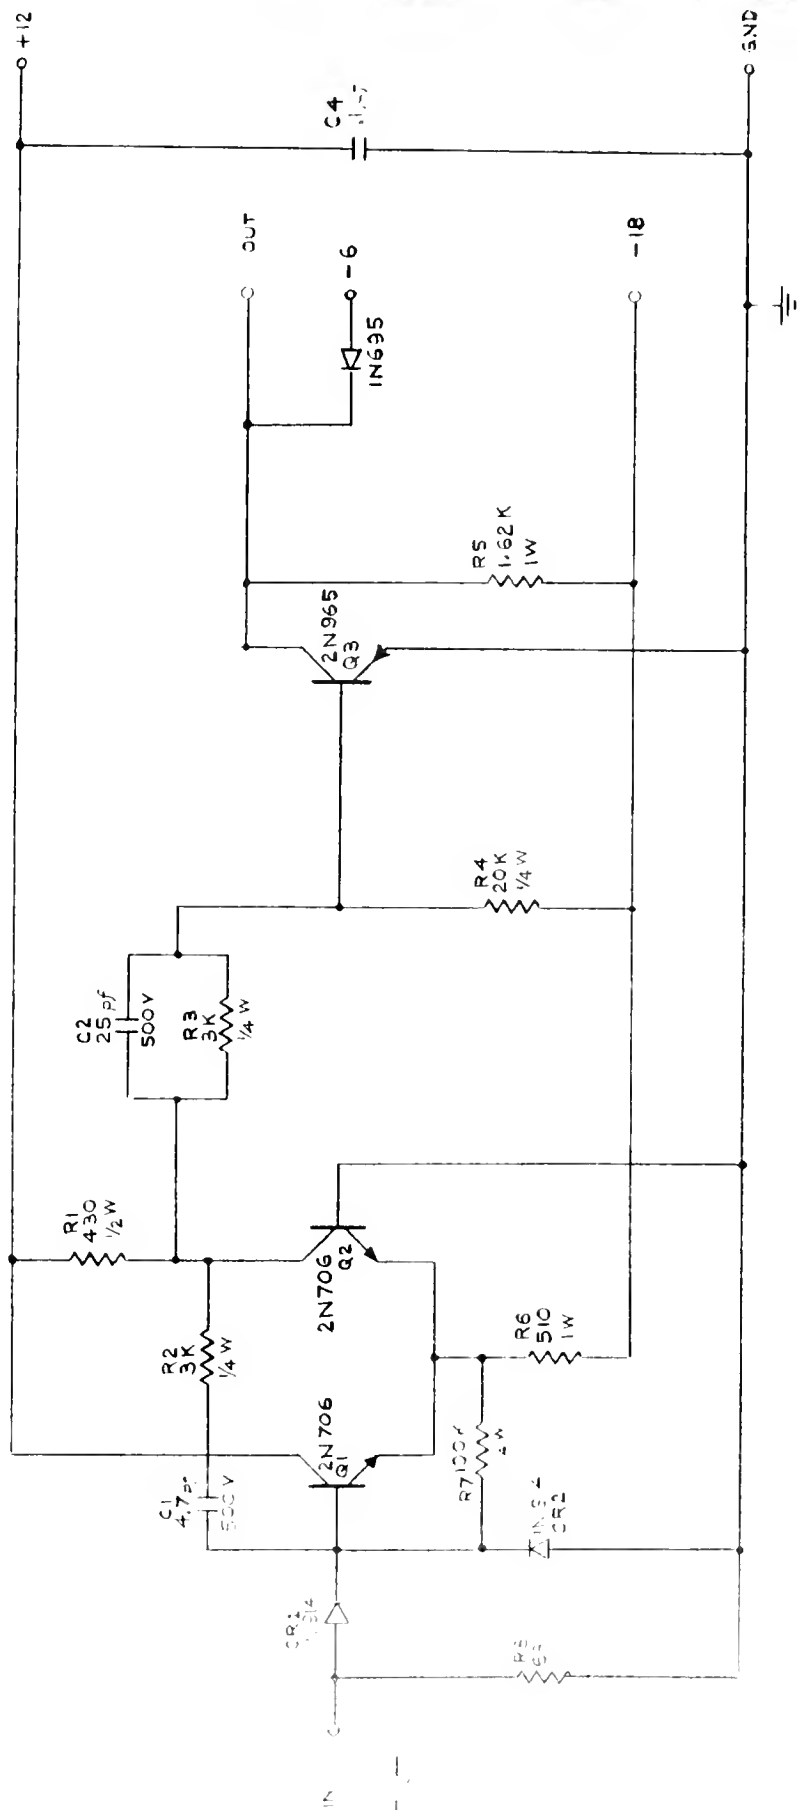 +12
GND
C4
OUT
-6
1N695
-18
R5
1.62K
1W
2N965
Q3
R4
20K
1/4W
C2
25pf
500V
R3
3K
1/4W
R1
430
1/2W
2N706
Q2
R2
3K
1/4W
R6
510
1W
2N706
Q1
C1
4.7pf
500V
R7
CR2
IN